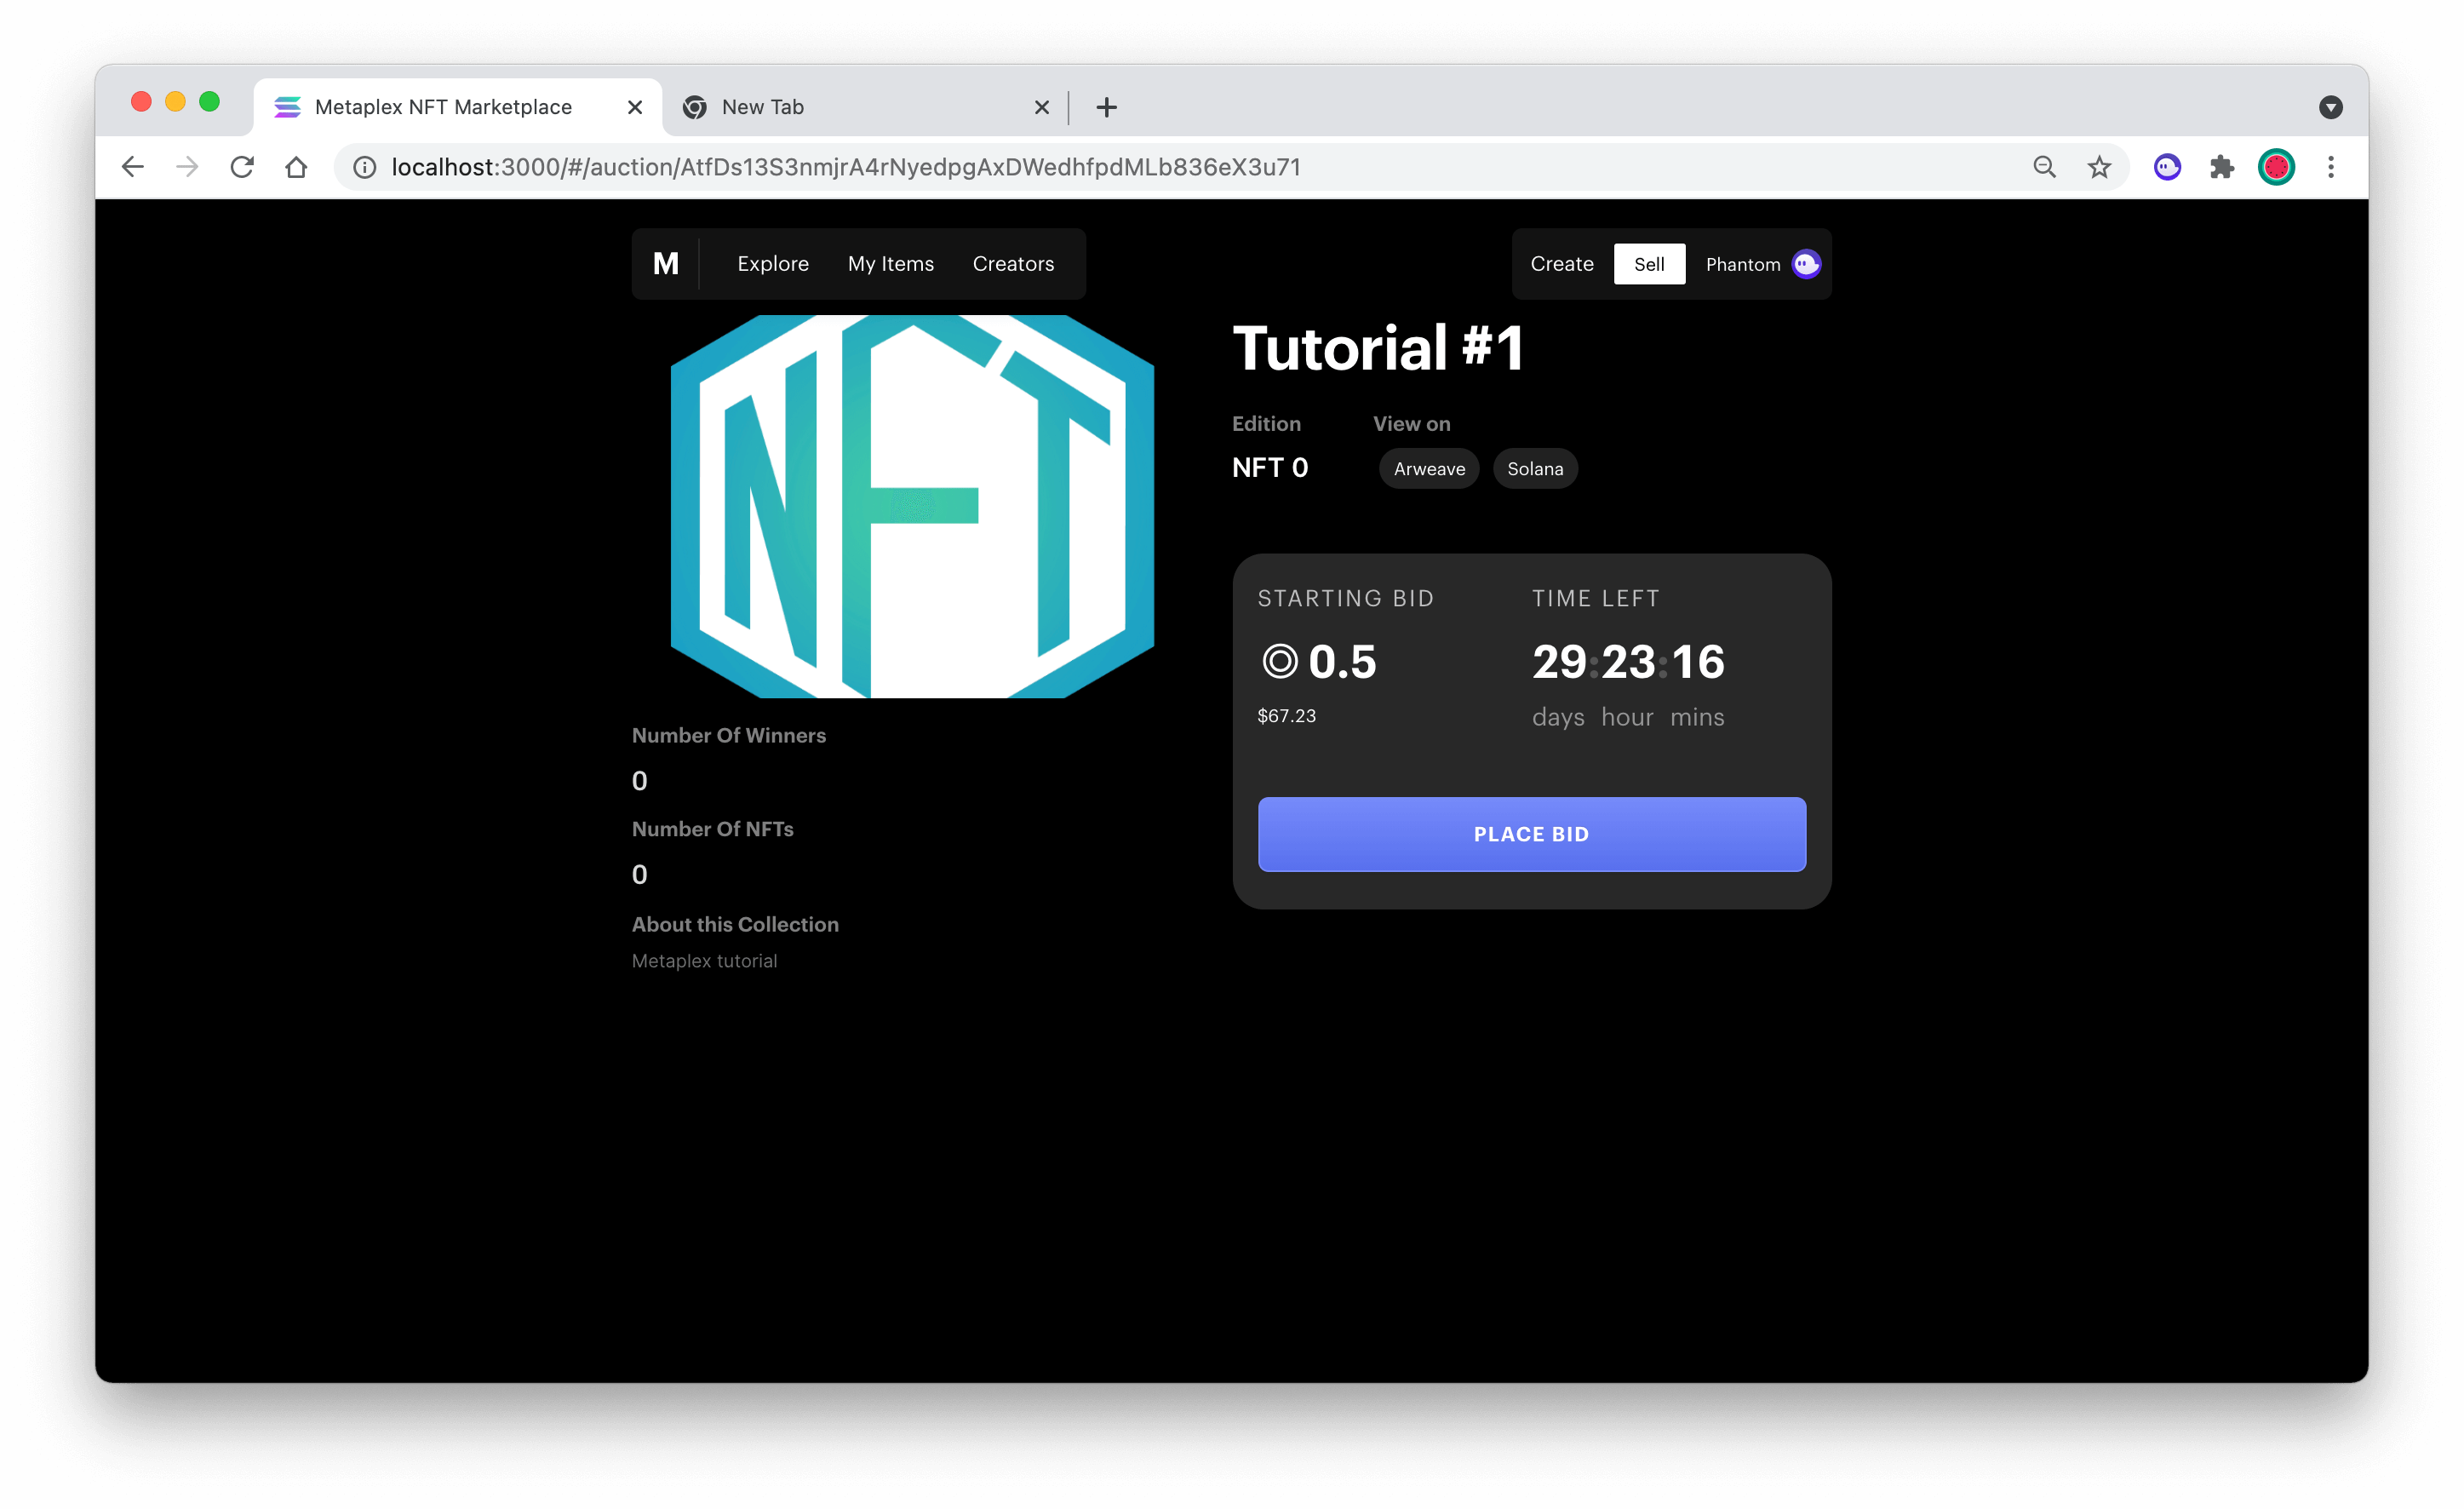 Metaplex NFT Marketplace
New Tab
localhost:3000/#/auction/AtfDs13S3nmjrA4rNyedpgAxDWedhfpdMLb836eX3u71
M Explore My Items Creators
Create Sell Phantom
NFT
Tutorial #1
Edition View on
NFT 0 Arweave Solana
STARTING BID TIME LEFT
0.5 29:23:16
$67.23 days hour mins
PLACE BID
Number Of Winners
0
Number Of NFTs
0
About this Collection
Metaplex tutorial